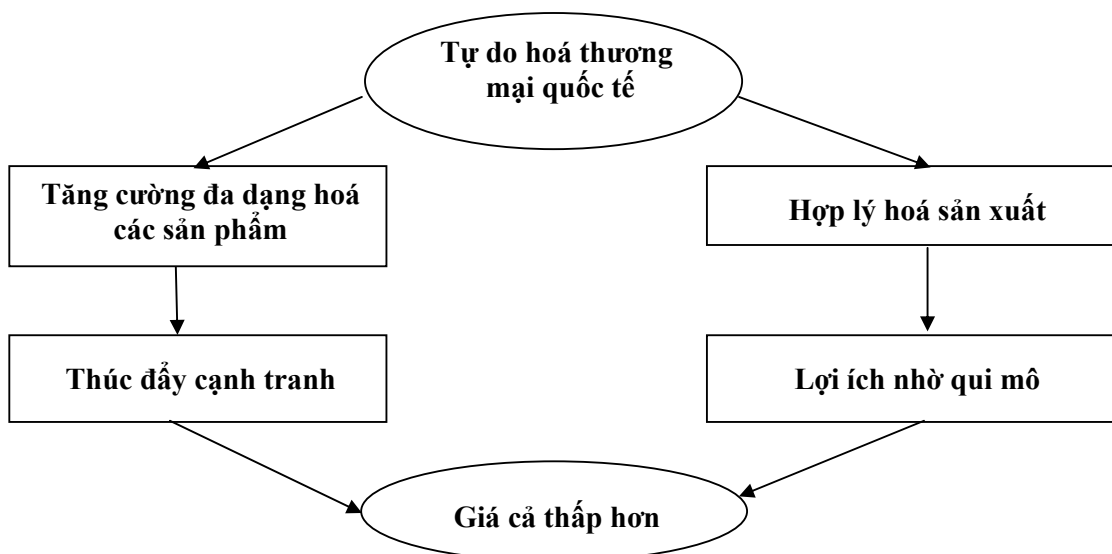 Tự do hoá thương
mại quốc tế
Tăng cường đa dạng hoá
các sản phẩm
Hợp lý hoá sản xuất
Thúc đẩy cạnh tranh
Lợi ích nhờ qui mô
Giá cả thấp hơn